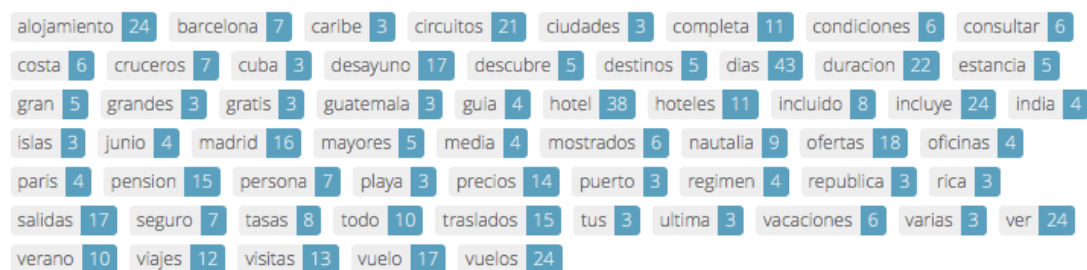 alojamiento 24 barcelona 7 caribe 3 circuitos 21 ciudades 3 completa 11 condiciones 6 consultar 6
costa 6 cruceros 7 cuba 3 desayuno 17 descubre 5 destinos 5 dias 43 duracion 22 estancia 5
gran 5 grandes 3 gratis 3 guatemala 3 guia 4 hotel 38 hoteles 11 incluido 8 incluye 24 india 4
islas 3 junio 4 madrid 16 mayores 5 media 4 mostrados 6 nautalia 9 ofertas 18 oficinas 4
paris 4 pension 15 persona 7 playa 3 precios 14 puerto 3 regimen 4 republica 3 rica 3
salidas 17 seguro 7 tasas 8 todo 10 traslados 15 tus 3 ultima 3 vacaciones 6 varias 3 ver 24
verano 10 viajes 12 visitas 13 vuelo 17 vuelos 24